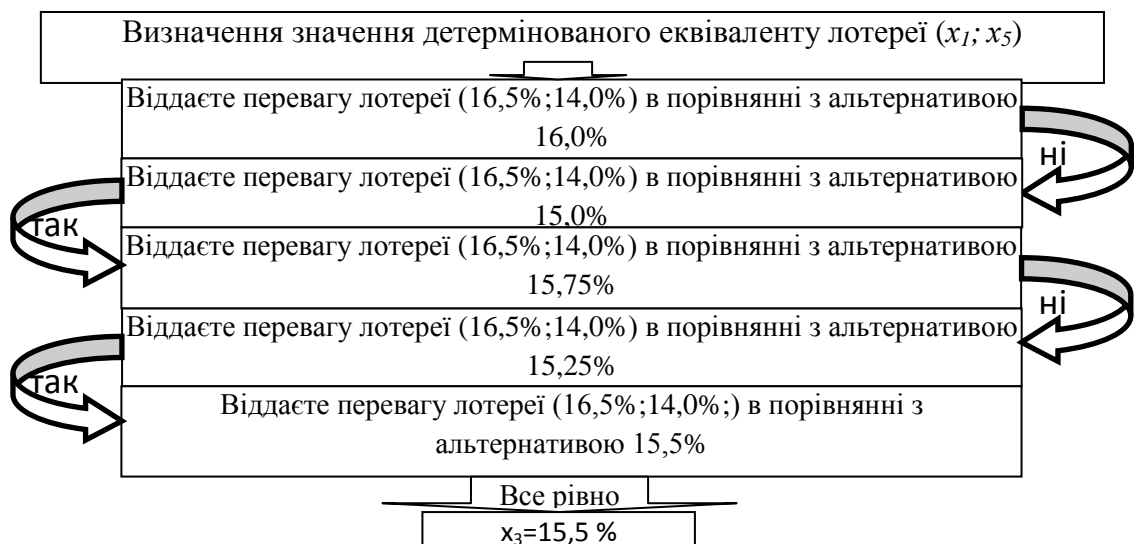 Визначення значення детермінованого еквіваленту лотереї (x1; x5)
Віддаєте перевагу лотереї (16,5%;14,0%) в порівнянні з альтернативою
16,0%
ні
Віддаєте перевагу лотереї (16,5%;14,0%) в порівнянні з альтернативою
15,0%
так
Віддаєте перевагу лотереї (16,5%;14,0%) в порівнянні з альтернативою
15,75%
ні
Віддаєте перевагу лотереї (16,5%;14,0%) в порівнянні з альтернативою
15,25%
так
Віддаєте перевагу лотереї (16,5%;14,0%;) в порівнянні з
альтернативою 15,5%
Все рівно
x3=15,5 %